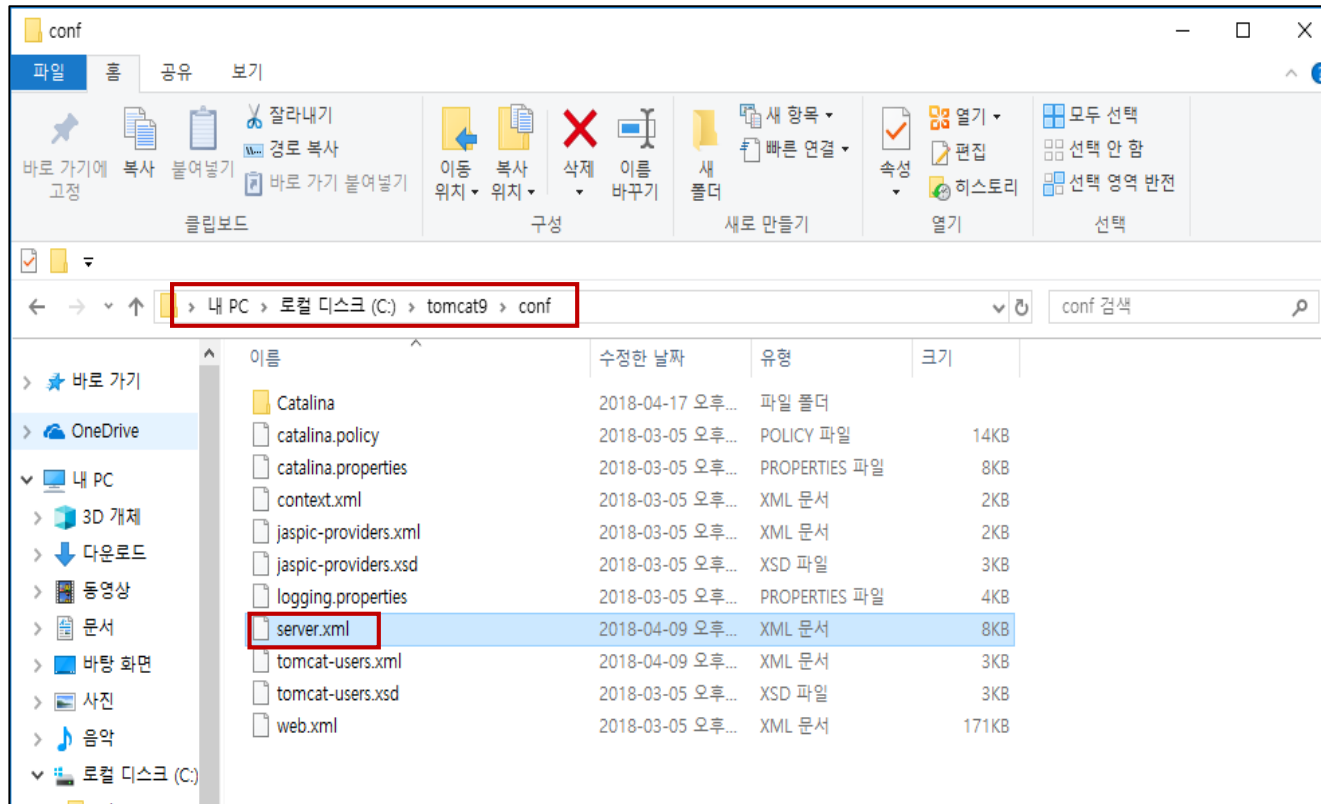 conf
파일 홈 공유 보기
바로 가기에 고정
복사
붙여넣기
잘라내기
경로 복사
바로 가기 붙여넣기
클립보드
이동 위치
복사 위치
삭제
이름 바꾸기
구성
새 폴더
새 항목
빠른 연결
새로 만들기
속성
열기
편집
히스토리
열기
모두 선택
선택 안 함
선택 영역 반전
선택
내 PC > 로컬 디스크 (C:) > tomcat9 > conf
conf 검색
바로 가기
OneDrive
내 PC
3D 개체
다운로드
동영상
문서
바탕 화면
사진
음악
로컬 디스크 (C:)
이름 수정한 날짜 유형 크기
Catalina 2018-04-17 오후... 파일 폴더
catalina.policy 2018-03-05 오후... POLICY 파일 14KB
catalina.properties 2018-03-05 오후... PROPERTIES 파일 8KB
context.xml 2018-03-05 오후... XML 문서 2KB
jaspic-providers.xml 2018-03-05 오후... XML 문서 2KB
jaspic-providers.xsd 2018-03-05 오후... XSD 파일 3KB
logging.properties 2018-03-05 오후... PROPERTIES 파일 4KB
server.xml 2018-04-09 오후... XML 문서 8KB
tomcat-users.xml 2018-04-09 오후... XML 문서 3KB
tomcat-users.xsd 2018-03-05 오후... XSD 파일 3KB
web.xml 2018-03-05 오후... XML 문서 171KB